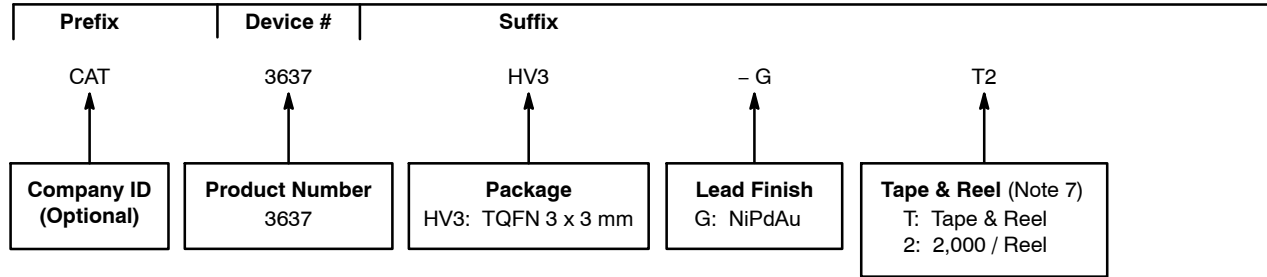 Prefix Device # Suffix
CAT 3637 HV3 – G T2
Company ID
(Optional)
Product Number
3637
Package
HV3: TQFN 3 x 3 mm
Lead Finish
G: NiPdAu
Tape & Reel (Note 7)
T: Tape & Reel
2: 2,000 / Reel